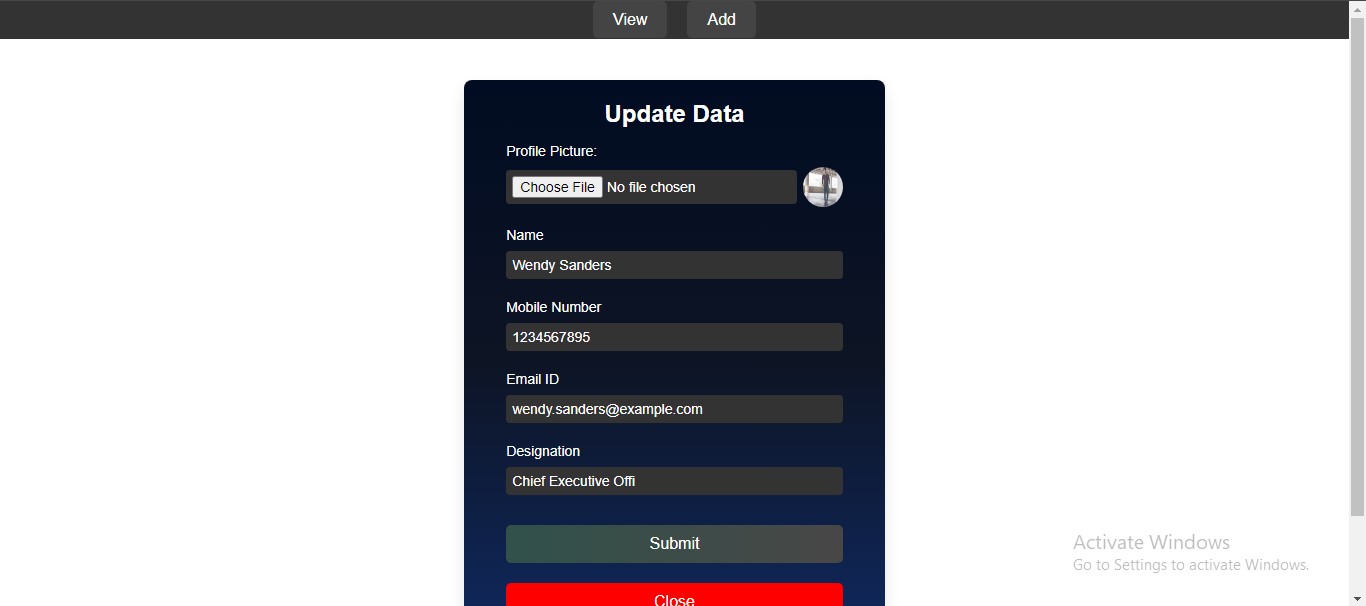 View Add
Update Data
Profile Picture:
Choose File No file chosen
Name
Wendy Sanders
Mobile Number
1234567895
Email ID
wendy.sanders@example.com
Designation
Chief Executive Offi
Submit
Close
Activate Windows
Go to Settings to activate Windows.